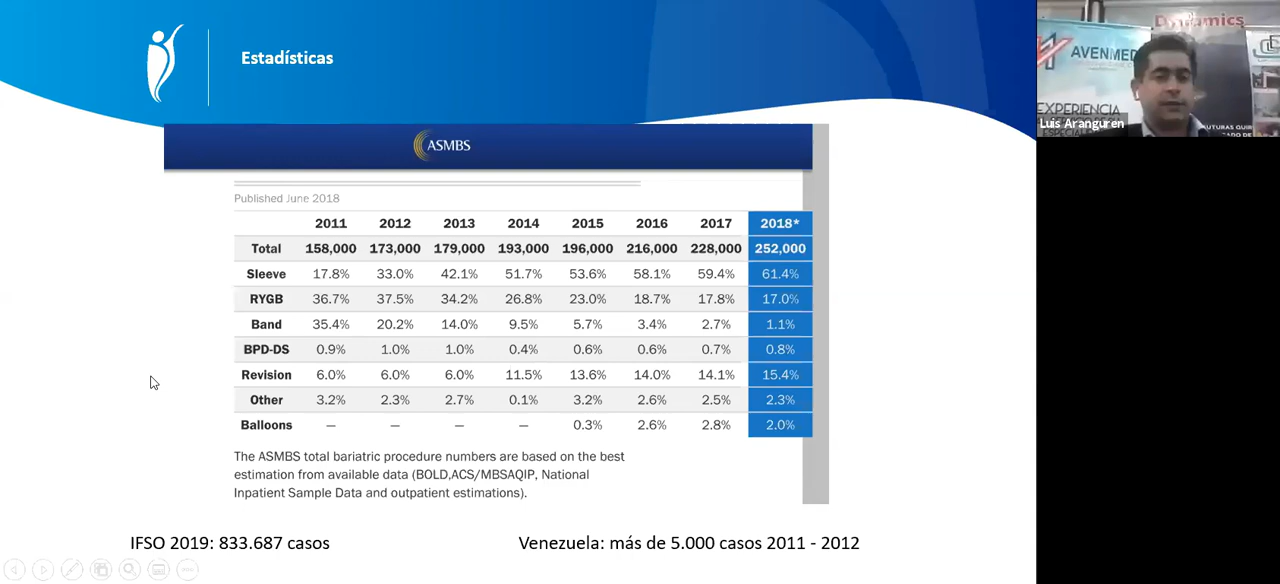 Estadísticas
ASMBS
Published June 2018
2011 2012 2013 2014 2015 2016 2017 2018*
Total 158,000 173,000 179,000 193,000 196,000 216,000 228,000 252,000
Sleeve 17.8% 33.0% 42.1% 51.7% 53.6% 58.1% 59.4% 61.4%
RYGB 36.7% 37.5% 34.2% 26.8% 23.0% 18.7% 17.8% 17.0%
Band 35.4% 20.2% 14.0% 9.5% 5.7% 3.4% 2.7% 1.1%
BPD-DS 0.9% 1.0% 1.0% 0.4% 0.6% 0.6% 0.7% 0.8%
Revision 6.0% 6.0% 6.0% 11.5% 13.6% 14.0% 14.1% 15.4%
Other 3.2% 2.3% 2.7% 0.1% 3.2% 2.6% 2.5% 2.3%
Balloons — — — — 0.3% 2.6% 2.8% 2.0%
The ASMBS total bariatric procedure numbers are based on the best
estimation from available data (BOLD,ACS/MBSAQIP, National
Inpatient Sample Data and outpatient estimations).
IFSO 2019: 833.687 casos
Venezuela: más de 5.000 casos 2011 - 2012
Dynamics
AVENMED
EXPERIENCIA
Luis Aranguren